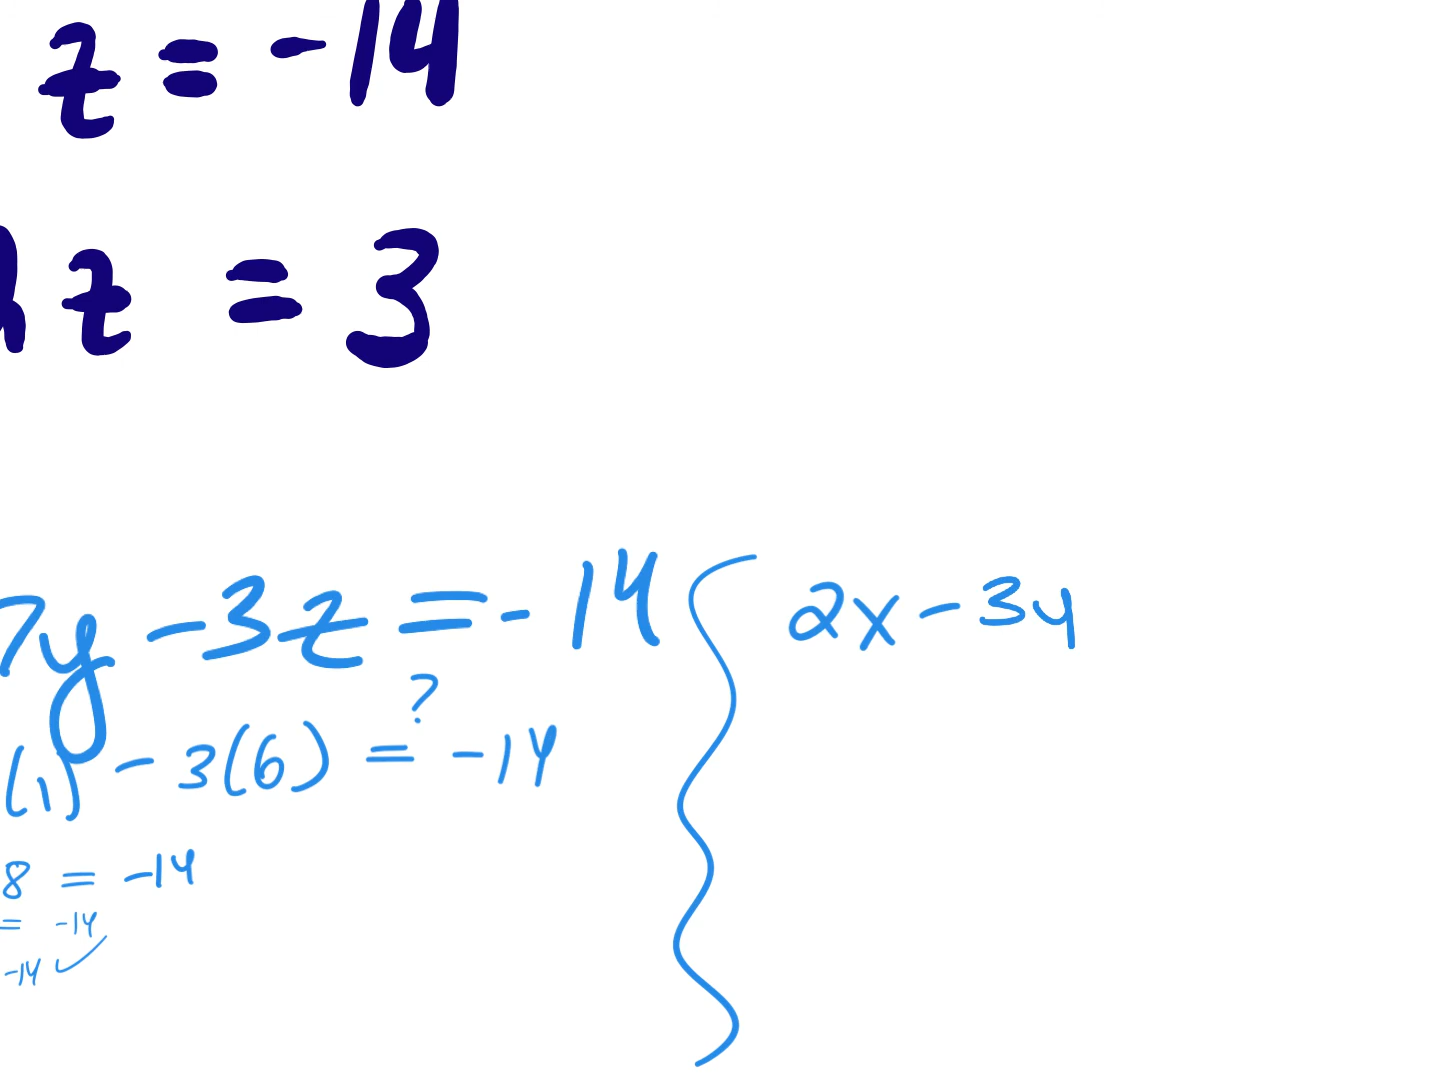 z = -14
z = 3
7y - 3z = -14
2x - 3y
?
(1) - 3(6) = -14
8 = -14
= -14
-14 ✓